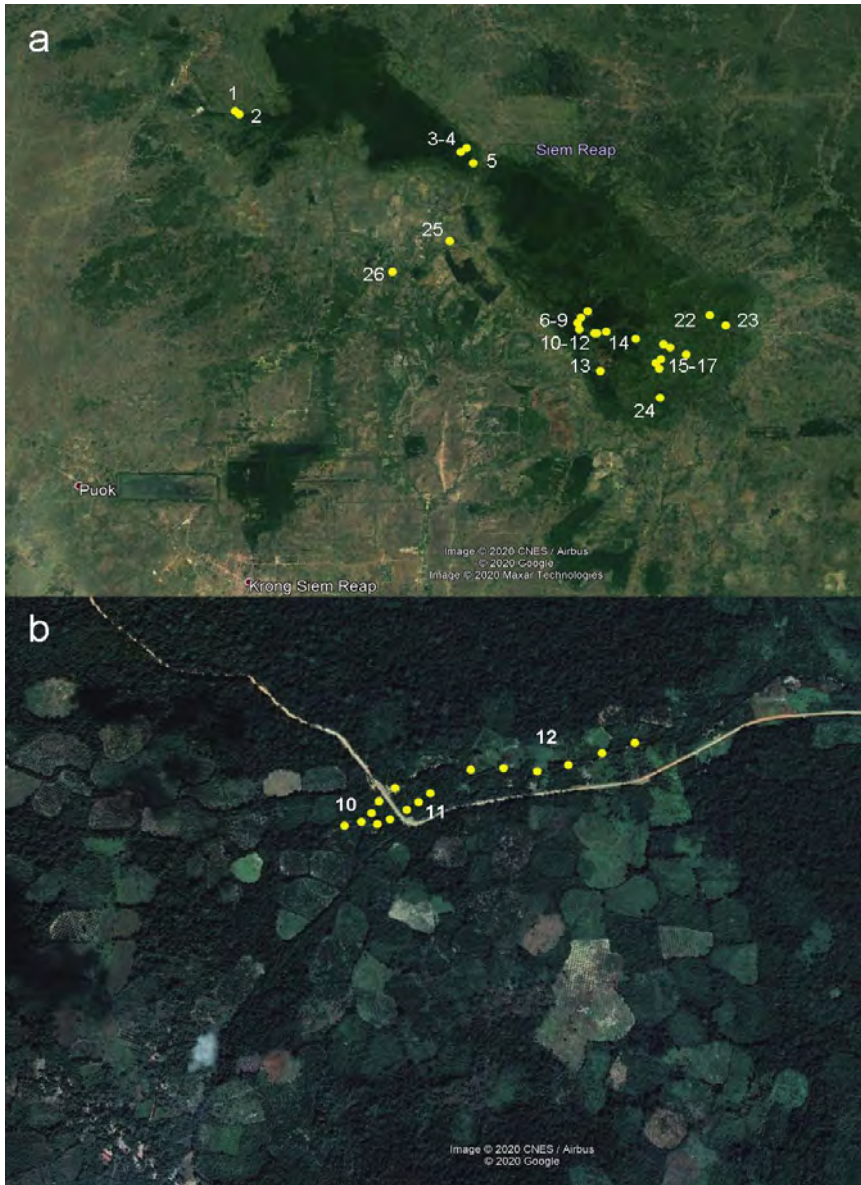 a
1
2
3-4
5
Siem Reap
25
26
6-9
22
23
10-12
14
13
15-17
24
Puok
Krong Siem Reap
Image © 2020 CNES / Airbus
© 2020 Google
Image © 2020 Maxar Technologies
b
12
10
11
Image © 2020 CNES / Airbus
© 2020 Google